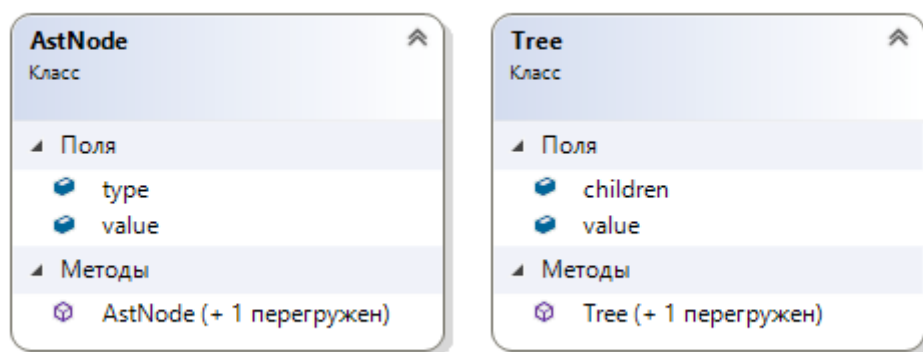 AstNode
Класс
Поля
type
value
Методы
AstNode (+ 1 перегружен)
Tree
Класс
Поля
children
value
Методы
Tree (+ 1 перегружен)